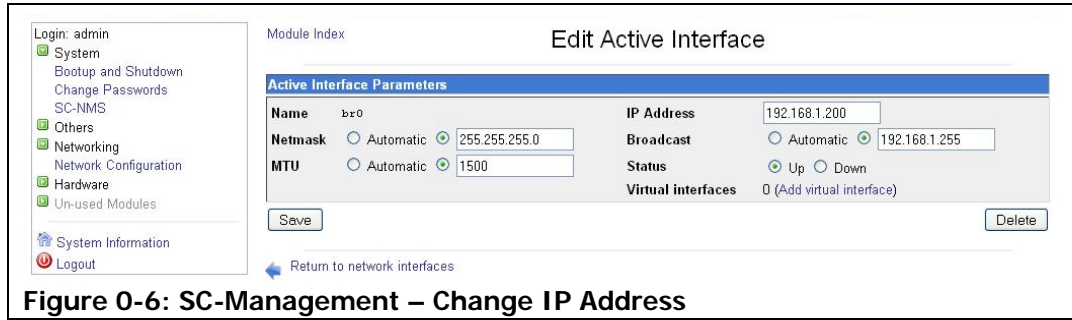 Login: admin
System
Bootup and Shutdown
Change Passwords
SC-NMS
Others
Networking
Network Configuration
Hardware
Un-used Modules
System Information
Logout
Module Index
Edit Active Interface
Active Interface Parameters
Name br0 IP Address 192.168.1.200
Netmask Automatic 255.255.255.0 Broadcast Automatic 192.168.1.255
MTU Automatic 1500 Status Up Down
Virtual interfaces 0 (Add virtual interface)
Save Delete
Return to network interfaces
Figure 0-6: SC-Management – Change IP Address